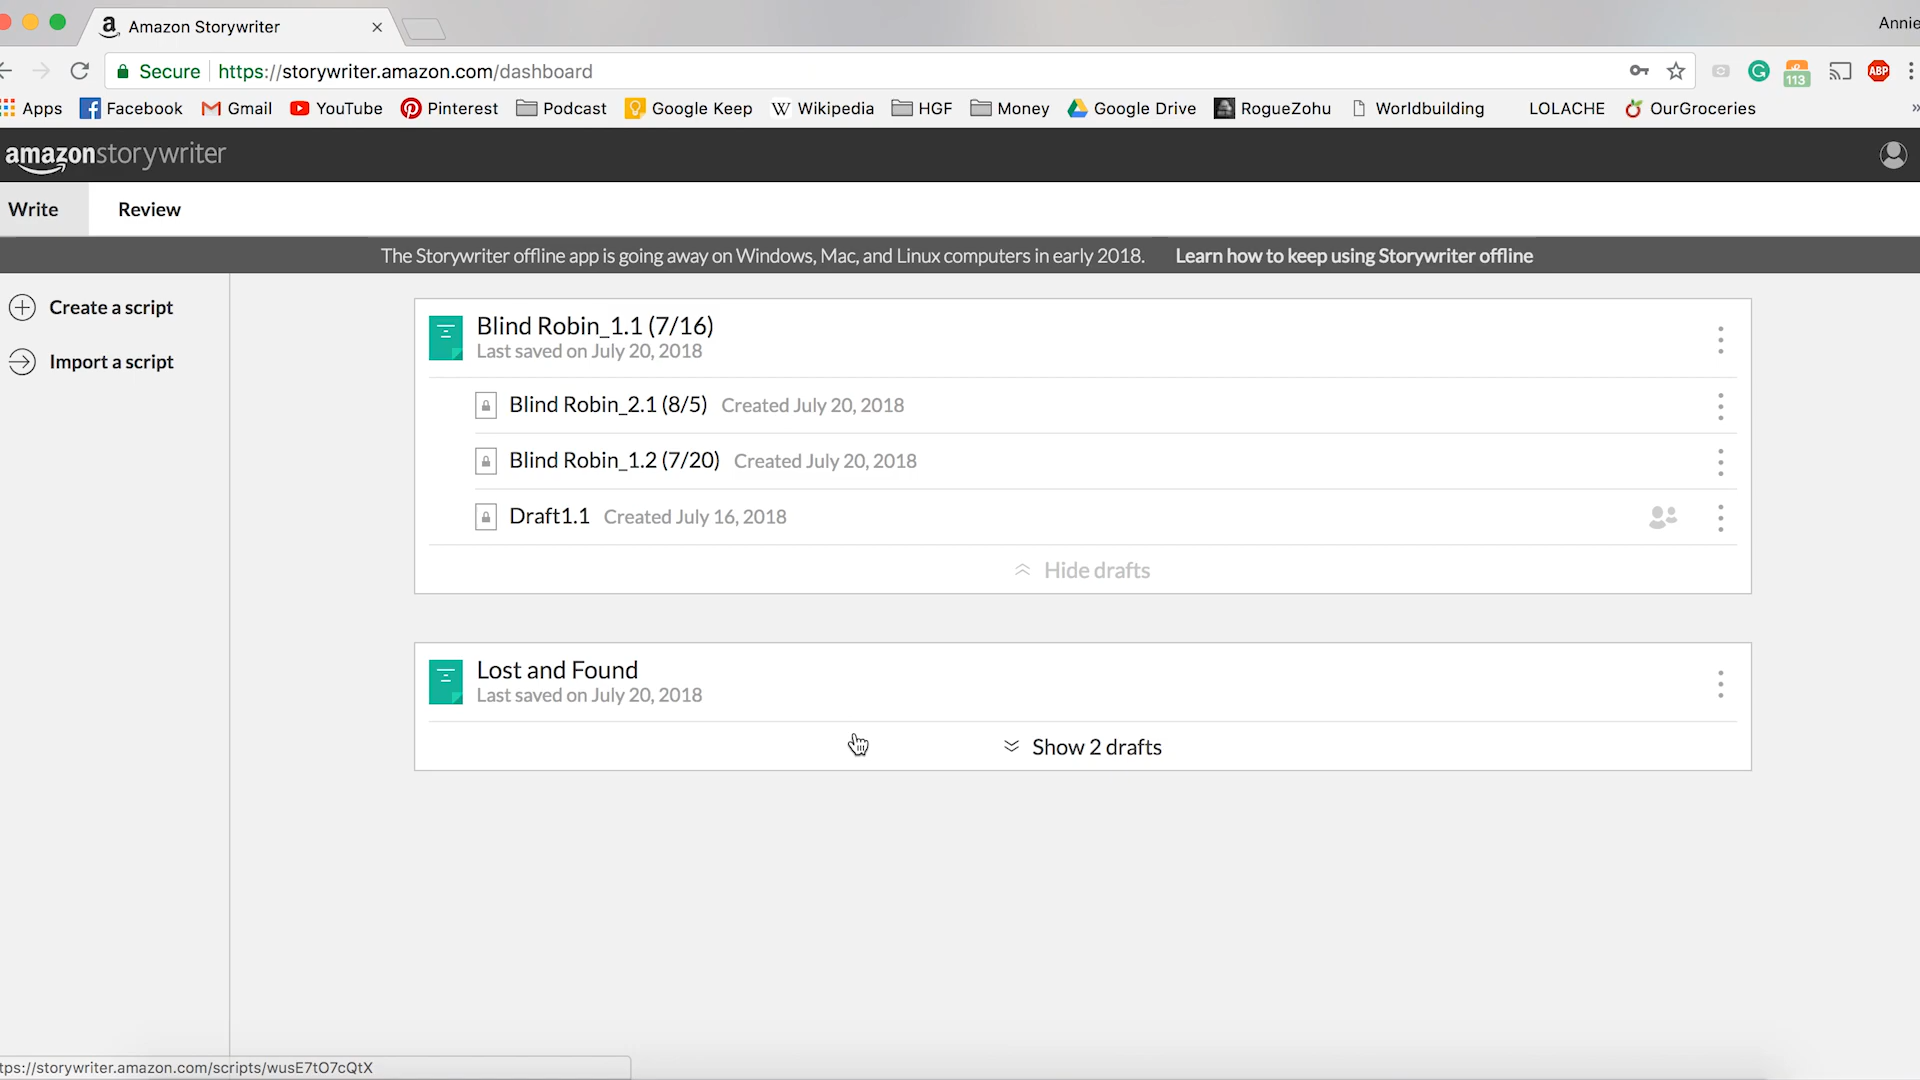 Amazon Storywriter
Annie
Secure https://storywriter.amazon.com/dashboard
113
ABP
Apps Facebook Gmail YouTube Pinterest Podcast Google Keep Wikipedia HGF Money Google Drive RogueZohu Worldbuilding LOLACHE OurGroceries
amazonstorywriter
Write Review
The Storywriter offline app is going away on Windows, Mac, and Linux computers in early 2018. Learn how to keep using Storywriter offline
Create a script
Import a script
Blind Robin_1.1 (7/16)
Last saved on July 20, 2018
Blind Robin_2.1 (8/5) Created July 20, 2018
Blind Robin_1.2 (7/20) Created July 20, 2018
Draft1.1 Created July 16, 2018
Hide drafts
Lost and Found
Last saved on July 20, 2018
Show 2 drafts
tps://storywriter.amazon.com/scripts/wusE7tO7cQtX